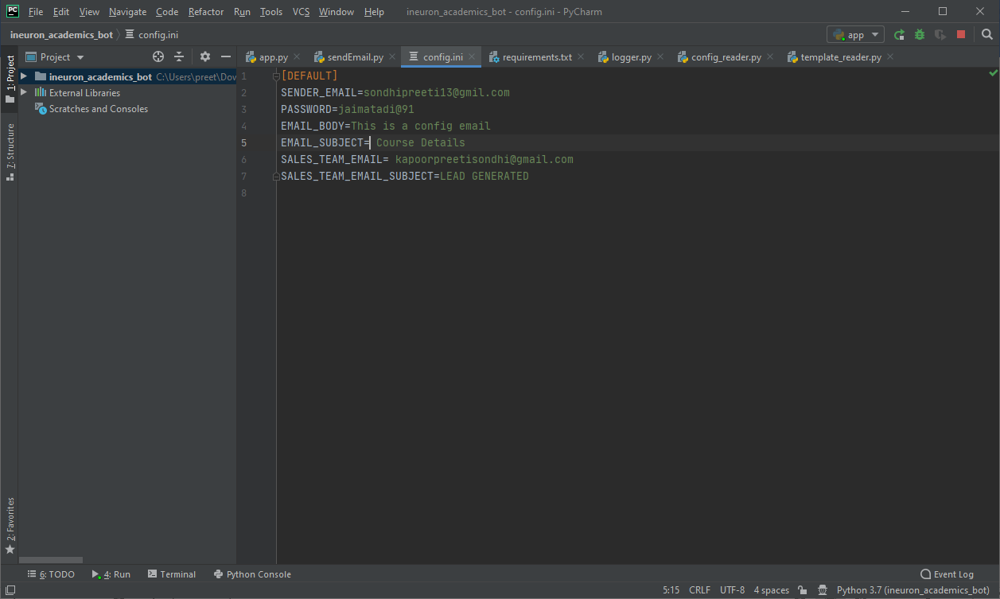 PC File Edit View Navigate Code Refactor Run Tools VCS Window Help ineuron_academics_bot - config.ini - PyCharm
ineuron_academics_bot config.ini app
1: Project
Project
app.py sendEmail.py config.ini requirements.txt logger.py config_reader.py template_reader.py
ineuron_academics_bot C:\Users\preet\Dov
External Libraries
Scratches and Consoles
7: Structure
1 [DEFAULT]
2 SENDER_EMAIL=sondhipreeti13@gmil.com
3 PASSWORD=jaimatadi@91
4 EMAIL_BODY=This is a config email
5 EMAIL_SUBJECT= Course Details
6 SALES_TEAM_EMAIL= kapoorpreetisondhi@gmail.com
7 SALES_TEAM_EMAIL_SUBJECT=LEAD GENERATED
8
2: Favorites
6: TODO 4: Run Terminal Python Console Event Log
5:15 CRLF UTF-8 4 spaces Python 3.7 (ineuron_academics_bot)